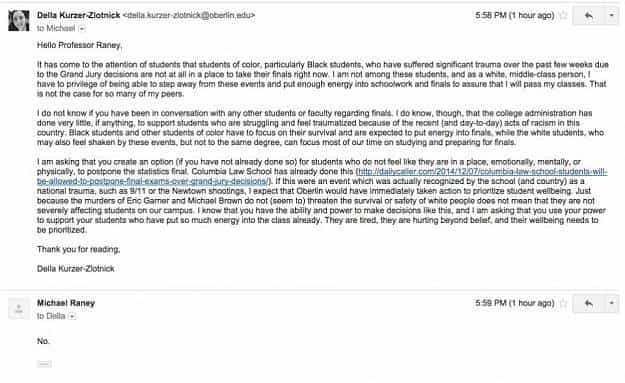 Della Kurzer-Zlotnick <della.kurzer-zlotnick@oberlin.edu>
5:58 PM (1 hour ago)
to Michael
Hello Professor Raney,
It has come to the attention of students that students of color, particularly Black students, who have suffered significant trauma over the past few weeks due
to the Grand Jury decisions are not at all in a place to take their finals right now. I am not among these students, and as a white, middle-class person, I
have to privilege of being able to step away from these events and put enough energy into schoolwork and finals to assure that I will pass my classes. That
is not the case for so many of my peers.
I do not know if you have been in conversation with any other students or faculty regarding finals. I do know, though, that the college administration has
done very little, if anything, to support students who are struggling and feel traumatized because of the recent (and day-to-day) acts of racism in this
country. Black students and other students of color have to focus on their survival and are expected to put energy into finals, while the white students, who
may also feel shaken by these events, but not to the same degree, can focus most of our time on studying and preparing for finals.
I am asking that you create an option (if you have not already done so) for students who do not feel like they are in a place, emotionally, mentally, or
physically, to postpone the statistics final. Columbia Law School has already done this (http://dailycaller.com/2014/12/07/columbia-law-school-students-will-
be-allowed-to-postpone-final-exams-over-grand-jury-decisions/). If this were an event which was actually recognized by the school (and country) as a
national trauma, such as 9/11 or the Newtown shootings, I expect that Oberlin would have immediately taken action to prioritize student wellbeing. Just
because the murders of Eric Garner and Michael Brown do not (seem to) threaten the survival or safety of white people does not mean that they are not
severely affecting students on our campus. I know that you have the ability and power to make decisions like this, and I am asking that you use your power
to support your students who have put so much energy into the class already. They are tired, they are hurting beyond belief, and their wellbeing needs to
be prioritized.
Thank you for reading,
Della Kurzer-Zlotnick
Michael Raney
5:59 PM (1 hour ago)
to Della
No.